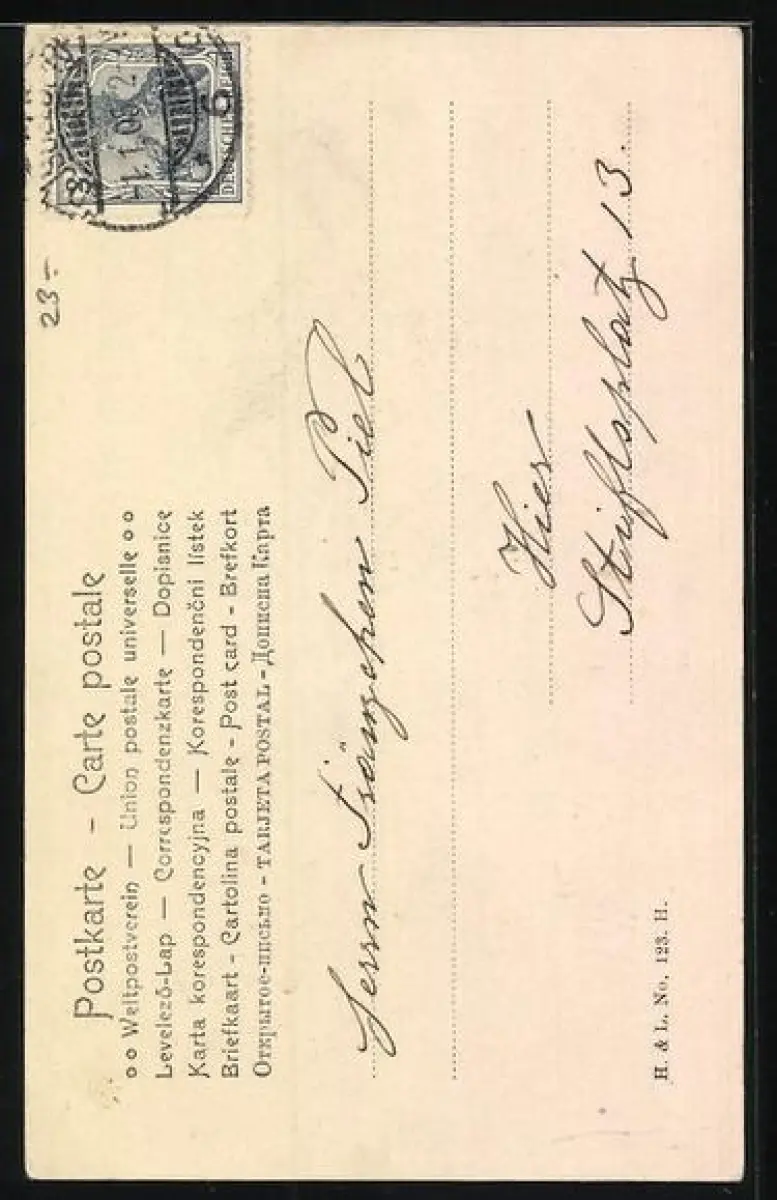 Postkarte - Carte postale
Weltpostverein — Union postale universelle
Levelező-Lap — Correspondenzkarte — Dopisnice
Karta korespondencyjna — Korespondenční lístek
Briefkaart - Cartolina postale - Post card - Brefkort
Открытое-письмо - TARJETA POSTAL - Дописна Карта
23-
Herrn Fränzchen Piel
Hier
Stiftsplatz 13.
H. & L. No. 123. H.